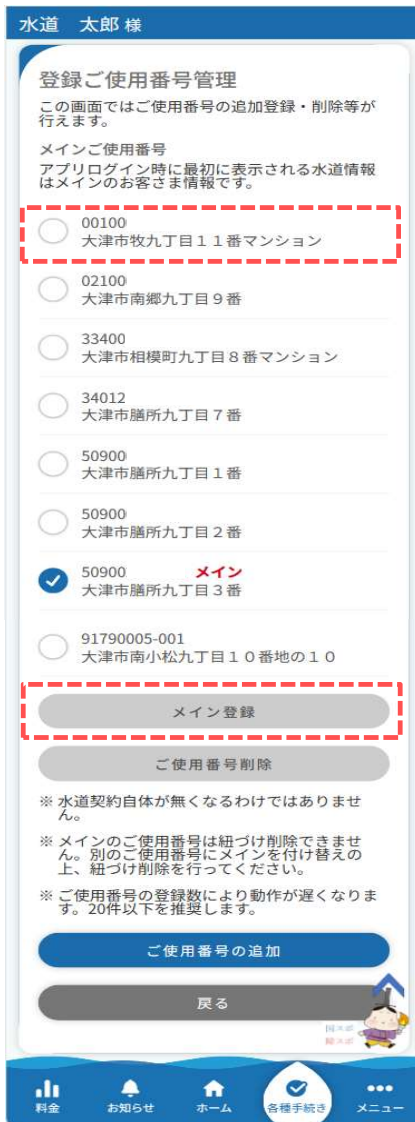 水道　太郎 様
登録ご使用番号管理
この画面ではご使用番号の追加登録・削除等が
行えます。
メインご使用番号
アプリログイン時に最初に表示される水道情報
はメインのお客さま情報です。
00100
大津市牧九丁目１１番マンション
02100
大津市南郷九丁目９番
33400
大津市相模町九丁目８番マンション
34012
大津市膳所九丁目７番
50900
大津市膳所九丁目１番
50900
大津市膳所九丁目２番
50900 メイン
大津市膳所九丁目３番
91790005-001
大津市南小松九丁目１０番地の１０
メイン登録
ご使用番号削除
※ 水道契約自体が無くなるわけではありませ
ん。
※ メインのご使用番号は紐づけ削除できませ
ん。別のご使用番号にメインを付け替えの
上、紐づけ削除を行ってください。
※ ご使用番号の登録数により動作が遅くなりま
す。20件以下を推奨します。
ご使用番号の追加
戻る
料金 お知らせ ホーム 各種手続き メニュー